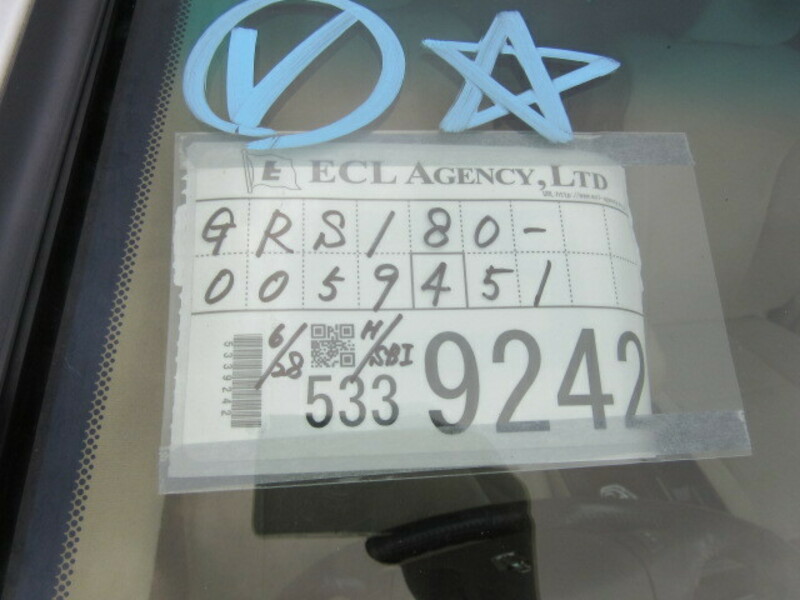 E ECL AGENCY, LTD
GRS180-
0059451
5339242
6/28
H/SBI
533 9242